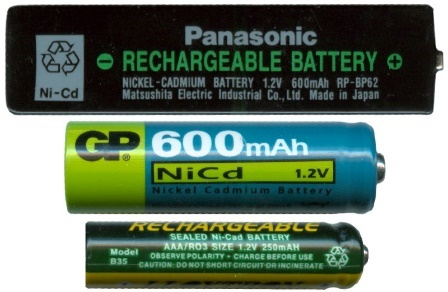 Panasonic
RECHARGEABLE BATTERY
NICKEL-CADMIUM BATTERY 1.2V 600mAh RP-BP62
Matsushita Electric Industrial Co.,Ltd. Made in Japan
Ni-Cd
GP 600mAh
NiCd 1.2V
Nickel Cadmium Battery
RECHARGEABLE
SEALED Ni-Cad BATTERY
AAA/RO3 SIZE 1.2V 250mAH
Model
B35
OBSERVE POLARITY • CHARGE BEFORE USE
CAUTION: DO NOT SHORT CIRCUIT OR INCINERATE